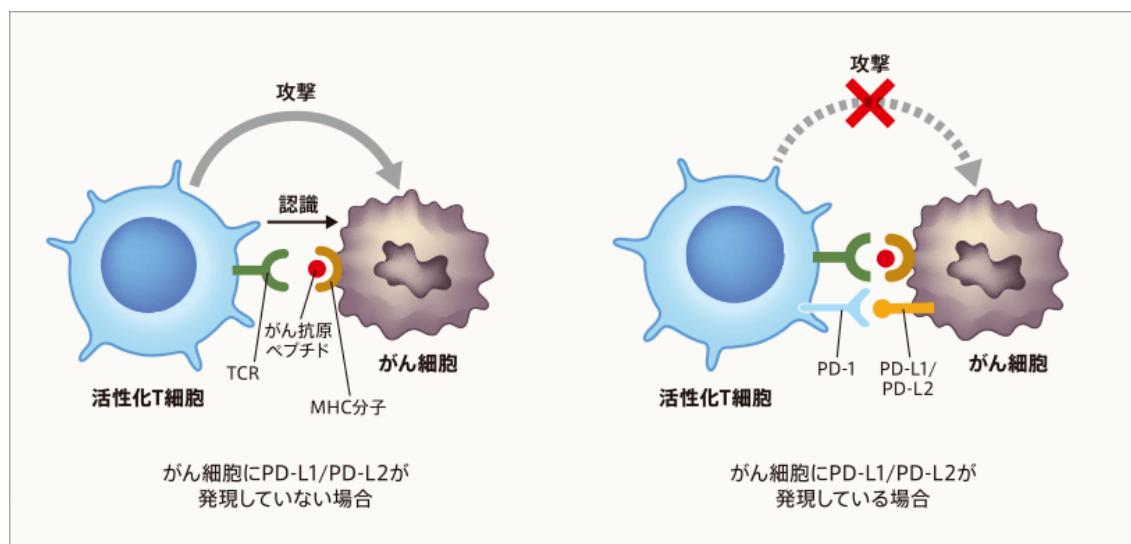 攻撃
認識
がん抗原
ペプチド
TCR
がん細胞
活性化T細胞
MHC分子
がん細胞にPD-L1/PD-L2が
発現していない場合
攻撃
PD-1
PD-L1/
PD-L2
がん細胞
活性化T細胞
がん細胞にPD-L1/PD-L2が
発現している場合